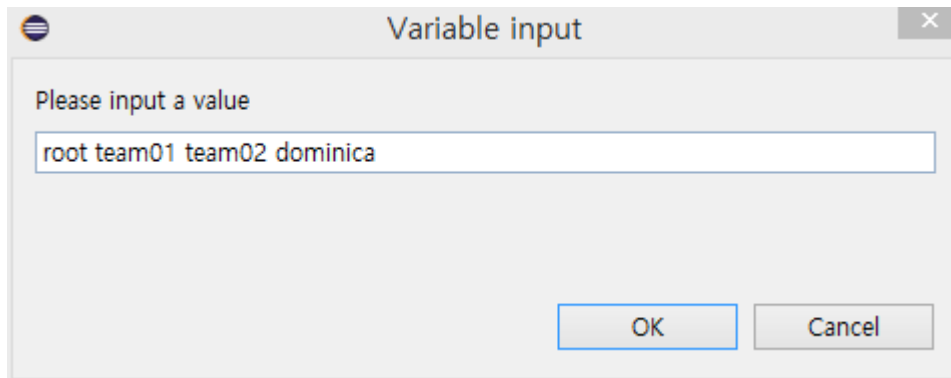 Variable input
Please input a value
root team01 team02 dominica
OK Cancel